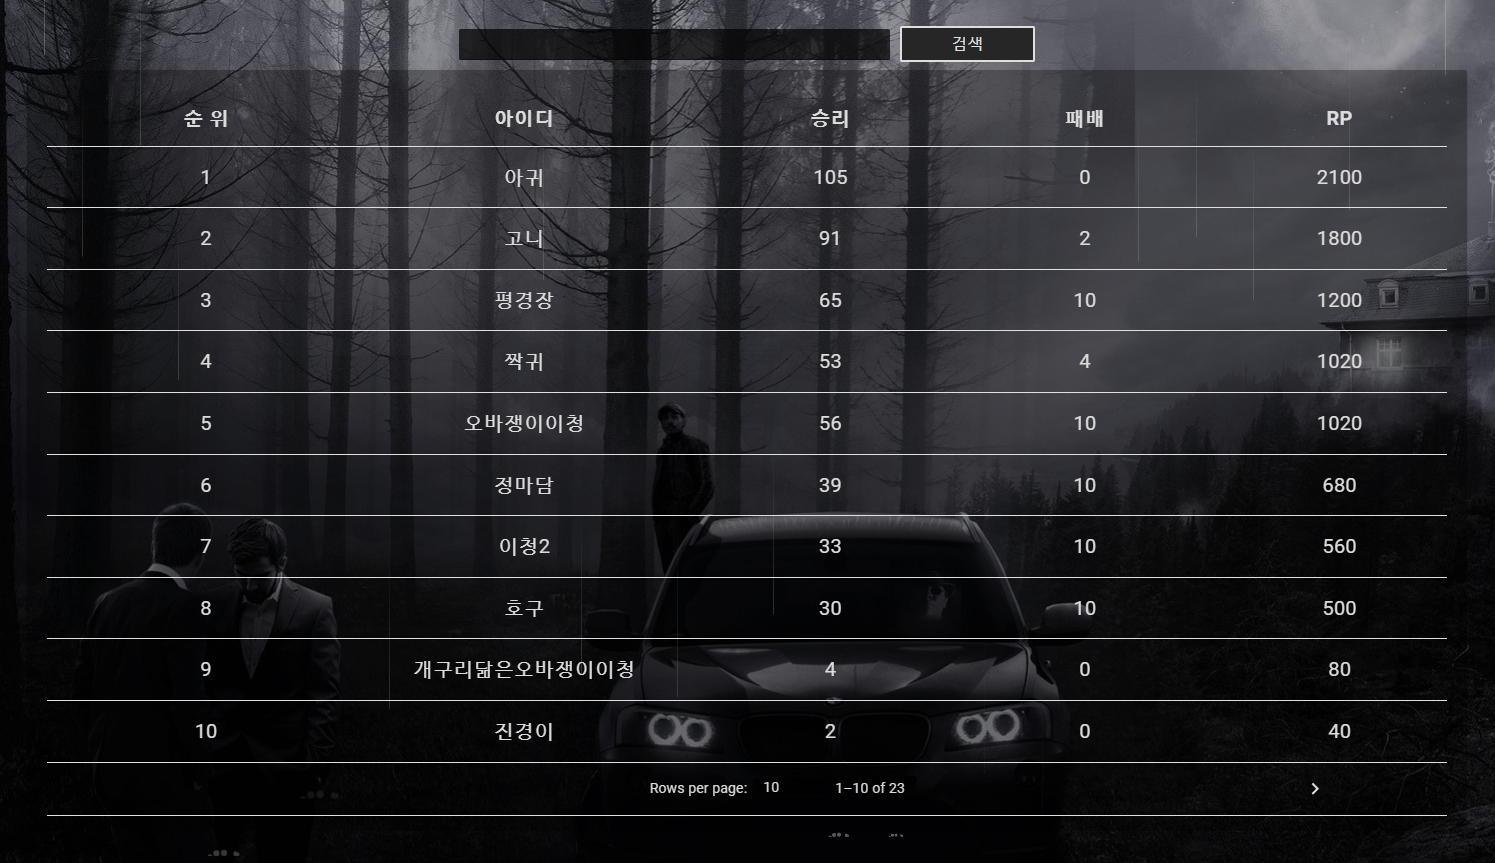 검색
순 위 아이디 승리 패배 RP
1 아귀 105 0 2100
2 고니 91 2 1800
3 평경장 65 10 1200
4 짝귀 53 4 1020
5 오바쟁이이청 56 10 1020
6 정마담 39 10 680
7 이청2 33 10 560
8 호구 30 10 500
9 개구리닮은오바쟁이이청 4 0 80
10 진경이 2 0 40
Rows per page: 10 1–10 of 23